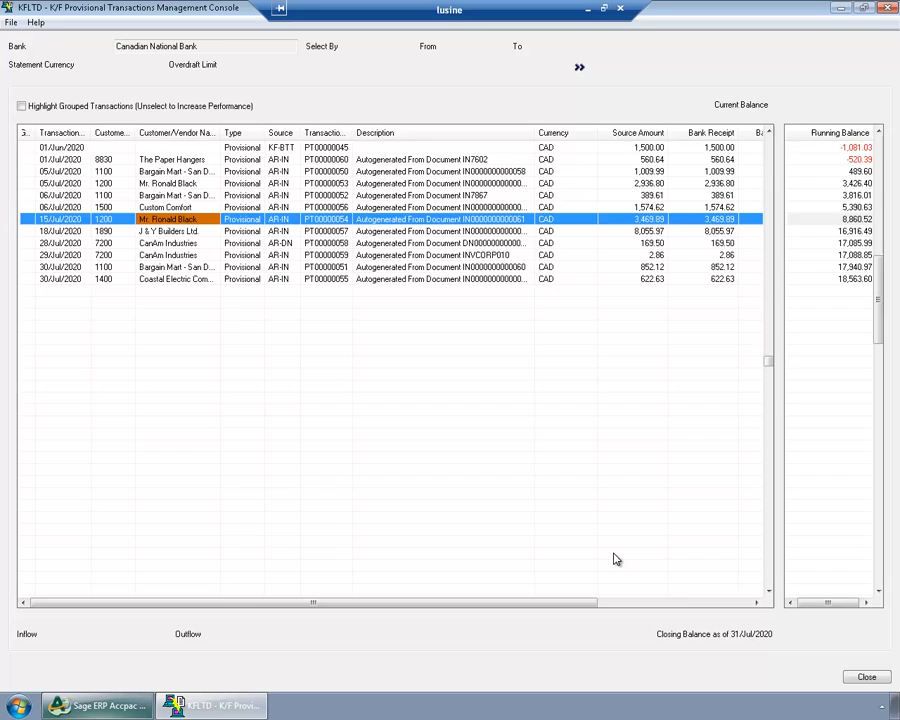 KFLTD - K/F Provisional Transactions Management Console
lusine
File Help
Bank Canadian National Bank Select By From To
Statement Currency Overdraft Limit
Highlight Grouped Transactions (Unselect to Increase Performance) Current Balance
G.. Transaction... Custome... Customer/Vendor Na... Type Source Transactio... Description Currency Source Amount Bank Receipt Ba Running Balance
01/Jun/2020 Provisional KF-BTT PT00000045 CAD 1,500.00 1,500.00 -1,081.03
01/Jul/2020 8830 The Paper Hangers Provisional AR-IN PT00000060 Autogenerated From Document IN7602 CAD 560.64 560.64 -520.39
05/Jul/2020 1100 Bargain Mart - San D... Provisional AR-IN PT00000050 Autogenerated From Document IN0000000000058 CAD 1,009.99 1,009.99 489.60
05/Jul/2020 1200 Mr. Ronald Black Provisional AR-IN PT00000053 Autogenerated From Document IN000000000... CAD 2,936.80 2,936.80 3,426.40
06/Jul/2020 1100 Bargain Mart - San D... Provisional AR-IN PT00000052 Autogenerated From Document IN7867 CAD 389.61 389.61 3,816.01
06/Jul/2020 1500 Custom Comfort Provisional AR-IN PT00000056 Autogenerated From Document IN000000000... CAD 1,574.62 1,574.62 5,390.63
15/Jul/2020 1200 Mr. Ronald Black Provisional AR-IN PT00000054 Autogenerated From Document IN0000000000061 CAD 3,469.89 3,469.89 8,860.52
18/Jul/2020 1890 J & Y Builders Ltd. Provisional AR-IN PT00000057 Autogenerated From Document IN000000000... CAD 8,055.97 8,055.97 16,916.49
28/Jul/2020 7200 CanAm Industries Provisional AR-DN PT00000058 Autogenerated From Document DN00000000... CAD 169.50 169.50 17,085.99
29/Jul/2020 7200 CanAm Industries Provisional AR-IN PT00000059 Autogenerated From Document INVCORP010 CAD 2.86 2.86 17,088.85
30/Jul/2020 1100 Bargain Mart - San D... Provisional AR-IN PT00000051 Autogenerated From Document IN0000000000060 CAD 852.12 852.12 17,940.97
30/Jul/2020 1400 Coastal Electric Com... Provisional AR-IN PT00000055 Autogenerated From Document IN000000000... CAD 622.63 622.63 18,563.60
Inflow Outflow Closing Balance as of 31/Jul/2020
Close
Sage ERP Accpac ... KFLTD - K/F Provi...